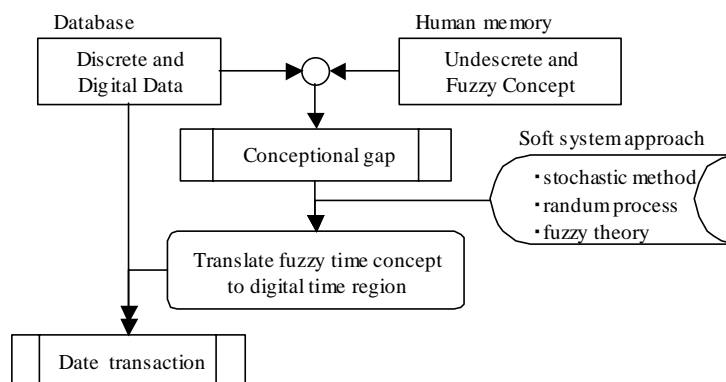 Database
Human memory
Discrete and
Digital Data
Undescrete and
Fuzzy Concept
Conceptional gap
Soft system approach
・stochastic method
・randum process
・fuzzy theory
Translate fuzzy time concept
to digital time region
Date transaction